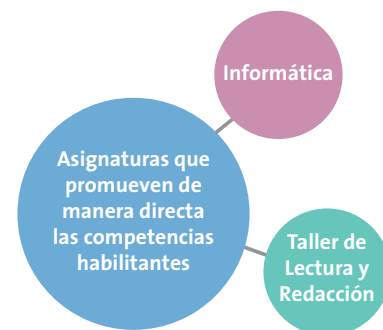 Informática
Asignaturas que
promueven de
manera directa
las competencias
habilitantes
Taller de
Lectura y
Redacción